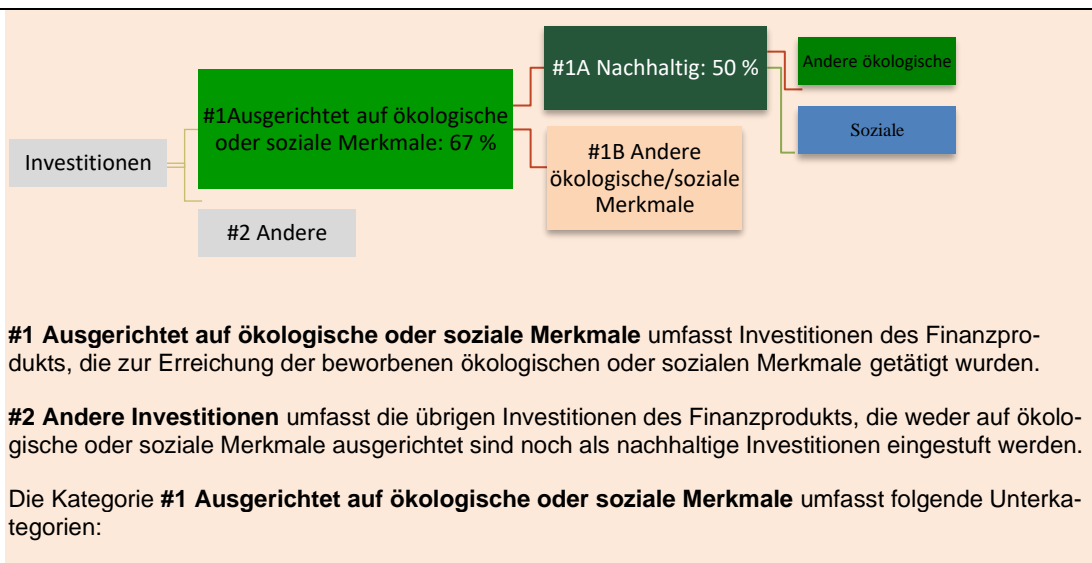 Investitionen
#1Ausgerichtet auf ökologische
oder soziale Merkmale: 67 %
#2 Andere
#1A Nachhaltig: 50 %
#1B Andere
ökologische/soziale
Merkmale
Andere ökologische
Soziale
#1 Ausgerichtet auf ökologische oder soziale Merkmale umfasst Investitionen des Finanzpro-
dukts, die zur Erreichung der beworbenen ökologischen oder sozialen Merkmale getätigt wurden.
#2 Andere Investitionen umfasst die übrigen Investitionen des Finanzprodukts, die weder auf ökolo-
gische oder soziale Merkmale ausgerichtet sind noch als nachhaltige Investitionen eingestuft werden.
Die Kategorie #1 Ausgerichtet auf ökologische oder soziale Merkmale umfasst folgende Unterka-
tegorien: